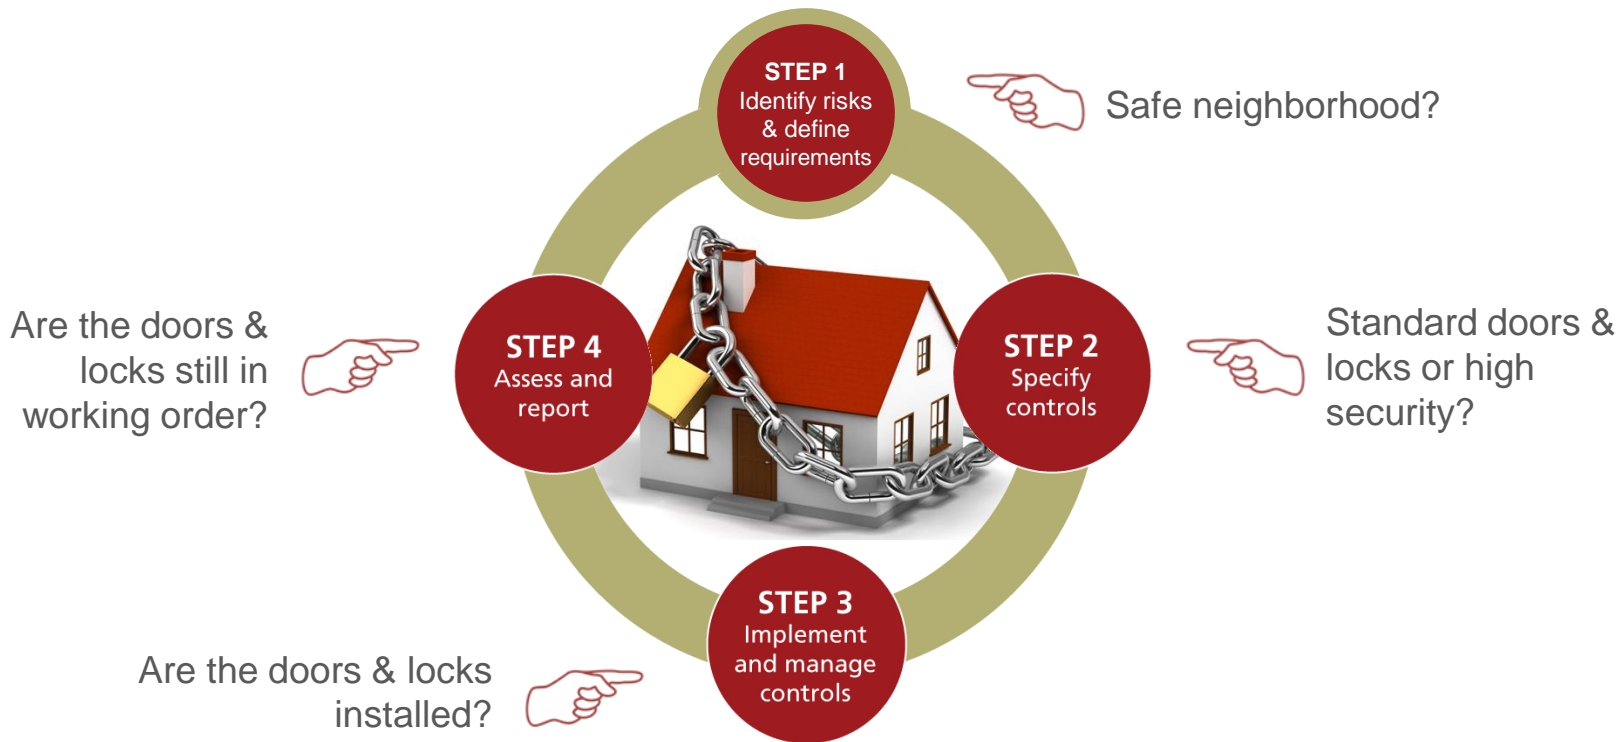 STEP 1
Identify risks
& define
requirements
Safe neighborhood?
STEP 2
Specify
controls
Standard doors &
locks or high
security?
STEP 3
Implement
and manage
controls
Are the doors & locks
installed?
STEP 4
Assess and
report
Are the doors &
locks still in
working order?